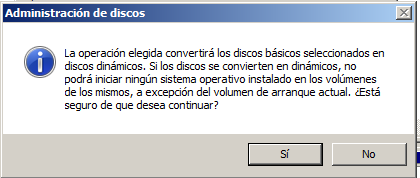 Administración de discos
La operación elegida convertirá los discos básicos seleccionados en
discos dinámicos. Si los discos se convierten en dinámicos, no
podrá iniciar ningún sistema operativo instalado en los volúmenes
de los mismos, a excepción del volumen de arranque actual. ¿Está
seguro de que desea continuar?
Sí
No